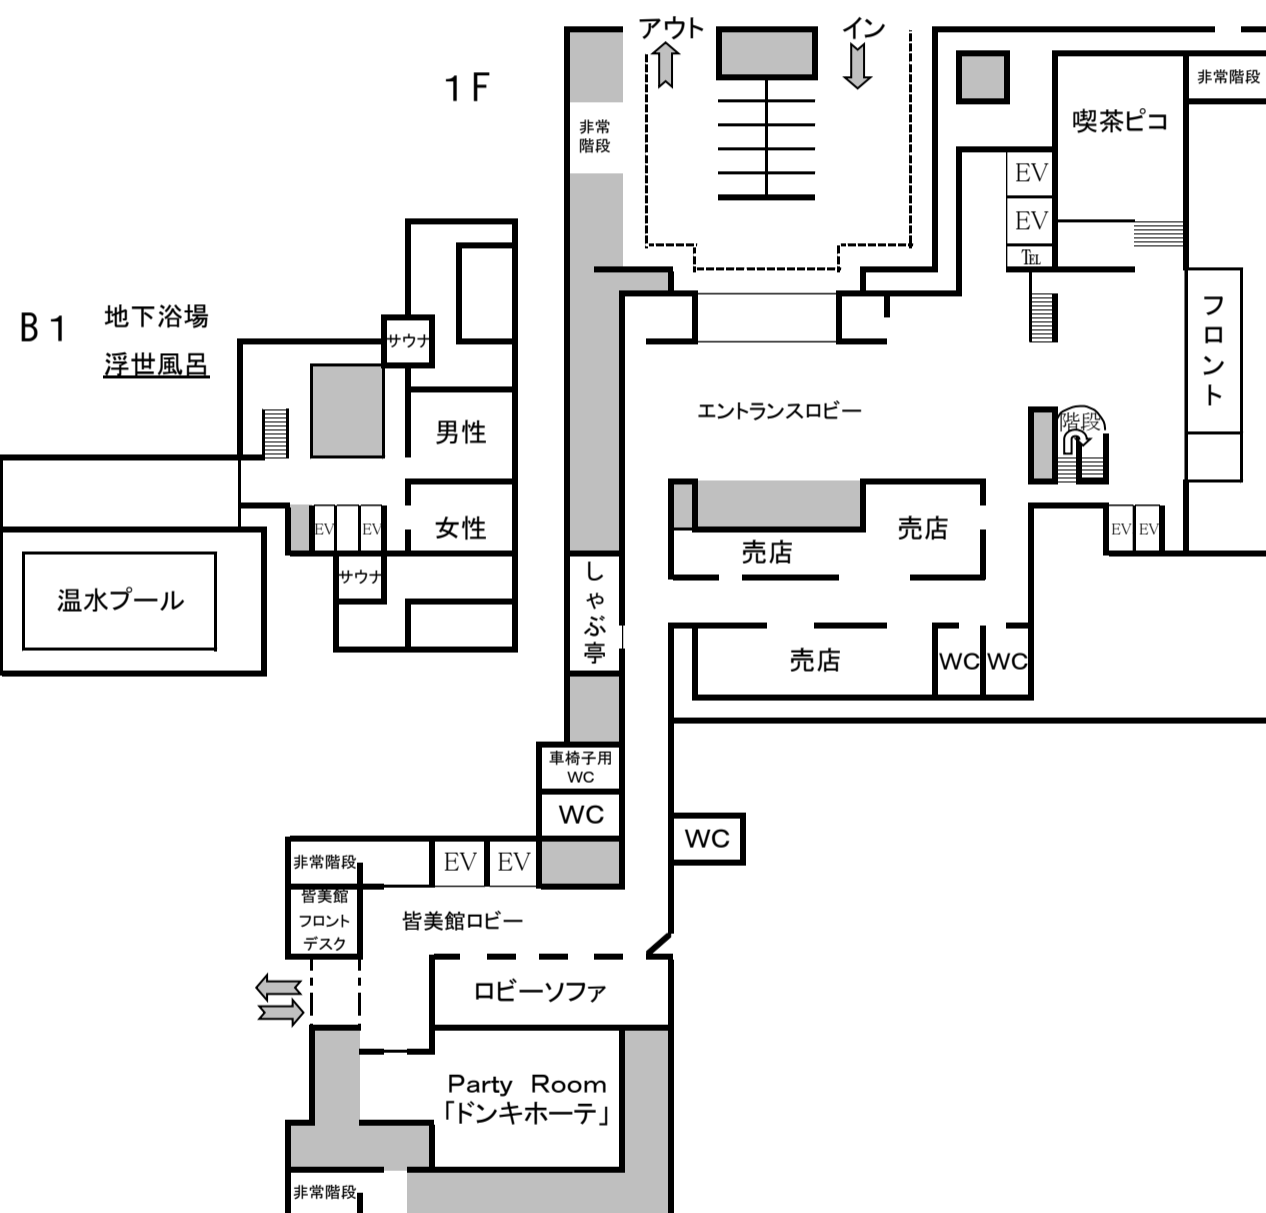 アウト
イン
1F
非常階段
喫茶ピコ
非常
階段
EV
EV
TEL
B1
地下浴場
浮世風呂
サウナ
フロント
エントランスロビー
階段
男性
女性
EV
EV
売店
売店
EV
EV
サウナ
しゃぶ亭
温水プール
売店
WC
WC
車椅子用
WC
WC
WC
非常階段
EV
EV
皆美館
フロント
デスク
皆美館ロビー
ロビーソファ
Party Room
「ドンキホーテ」
非常階段